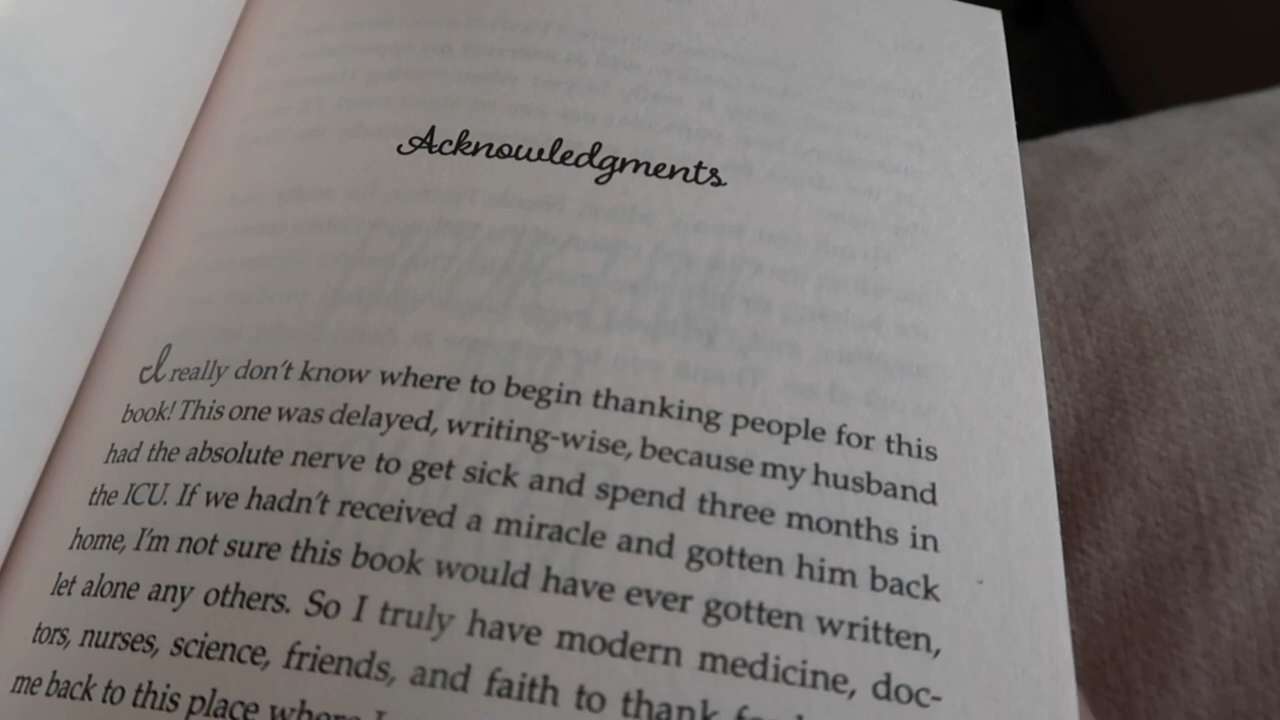 Acknowledgments
I really don't know where to begin thanking people for this
book! This one was delayed, writing-wise, because my husband
had the absolute nerve to get sick and spend three months in
the ICU. If we hadn't received a miracle and gotten him back
home, I'm not sure this book would have ever gotten written,
let alone any others. So I truly have modern medicine, doc-
tors, nurses, science, friends, and faith to thank
me back to this place where I